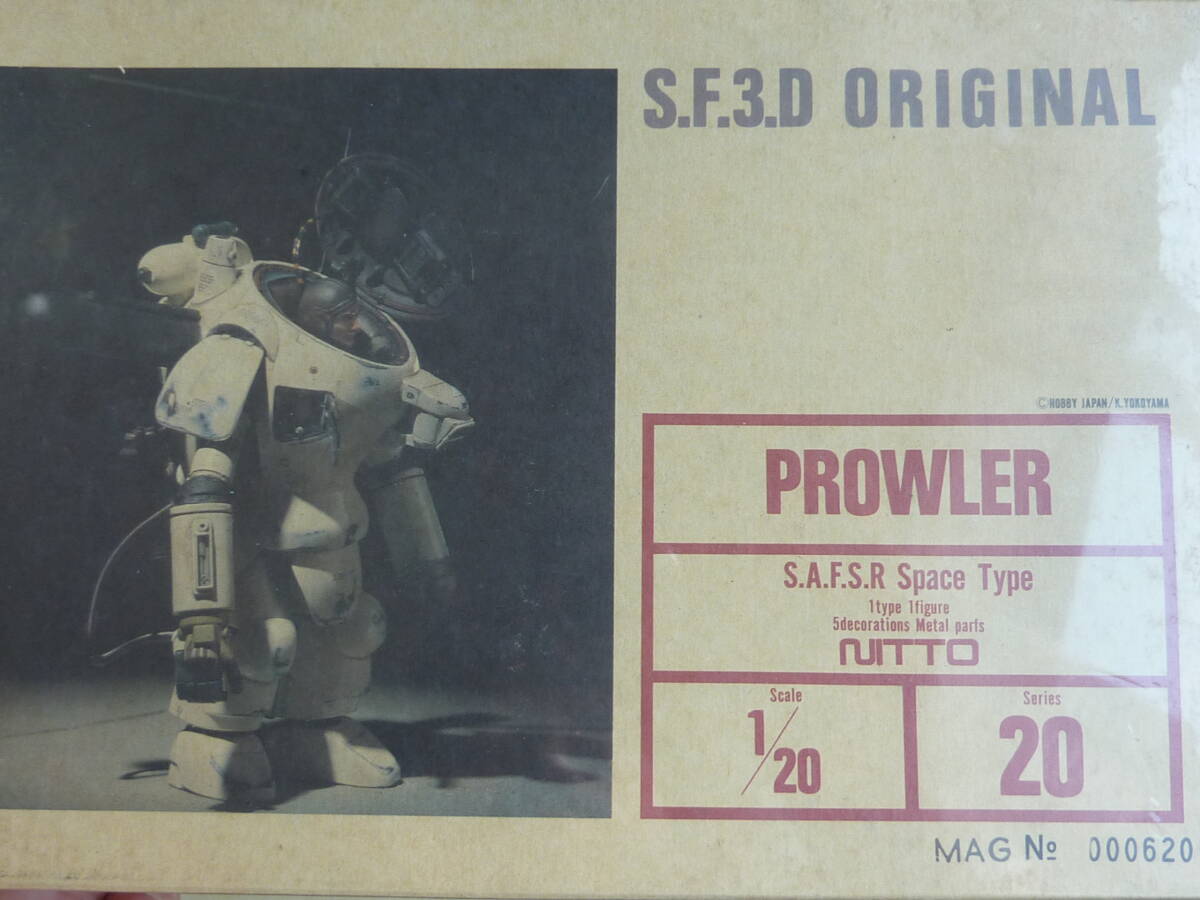 S.F.3.D ORIGINAL
©HOBBY JAPAN/K.YOKOYAMA
PROWLER
S.A.F.S.R Space Type
1type 1figure
5decorations Metal parfs
NITTO
Scale
1/20
Series
20
MAG № 000620